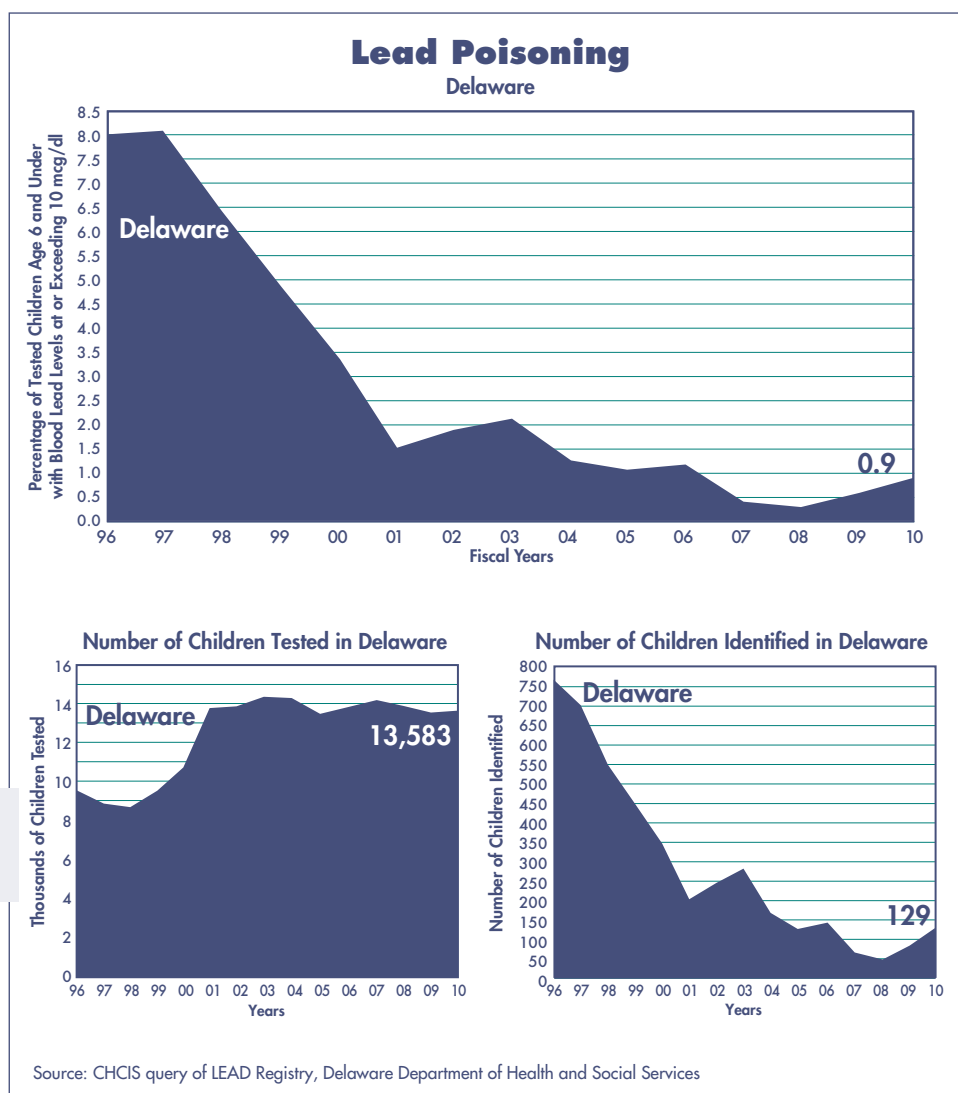 Lead Poisoning
Delaware
Percentage of Tested Children Age 6 and Under
with Blood Lead Levels at or Exceeding 10 mcg/dl
8.5
8.0
7.5
7.0
6.5
6.0
5.5
5.0
4.5
4.0
3.5
3.0
2.5
2.0
1.5
1.0
0.5
0.0
Delaware
0.9
96 97 98 99 00 01 02 03 04 05 06 07 08 09 10
Fiscal Years
Number of Children Tested in Delaware
Thousands of Children Tested
16
14
12
10
8
6
4
2
0
Delaware
13,583
96 97 98 99 00 01 02 03 04 05 06 07 08 09 10
Years
Number of Children Identified in Delaware
Number of Children Identified
800
750
700
650
600
550
500
450
400
350
300
250
200
150
100
50
0
Delaware
129
96 97 98 99 00 01 02 03 04 05 06 07 08 09 10
Years
Source: CHCIS query of LEAD Registry, Delaware Department of Health and Social Services